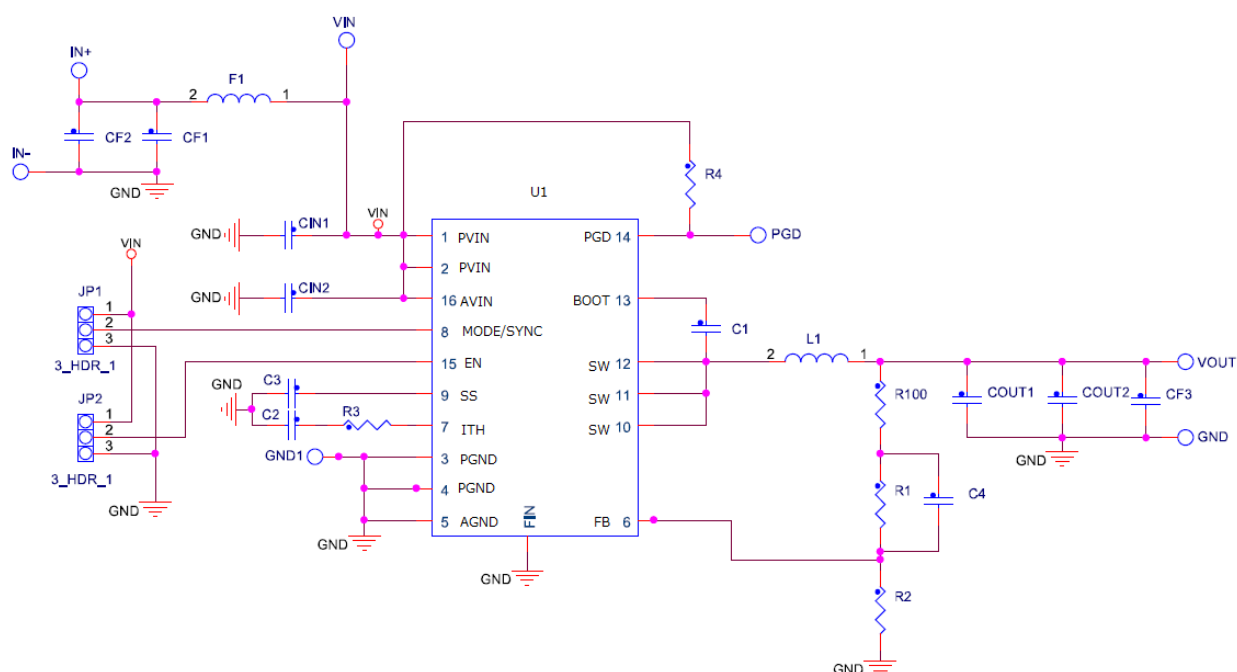 VIN
IN+
F1
2 1
CF2 CF1
IN-
GND
R4
U1
CIN1 VIN
GND
1 PVIN PGD 14 PGD
2 PVIN
CIN2
GND
16 AVIN BOOT 13
VIN
JP1
1
2
3
3_HDR_1
8 MODE/SYNC
C1
15 EN SW 12
2 L1 1
VOUT
C3
GND
9 SS SW 11
R100 COUT1 COUT2 CF3
JP2
1
2
3
3_HDR_1
C2 R3
7 ITH SW 10
GND
GND1
3 PGND
GND
4 PGND
R1 C4
GND
5 AGND FIN FB 6
GND
GND
R2
GND